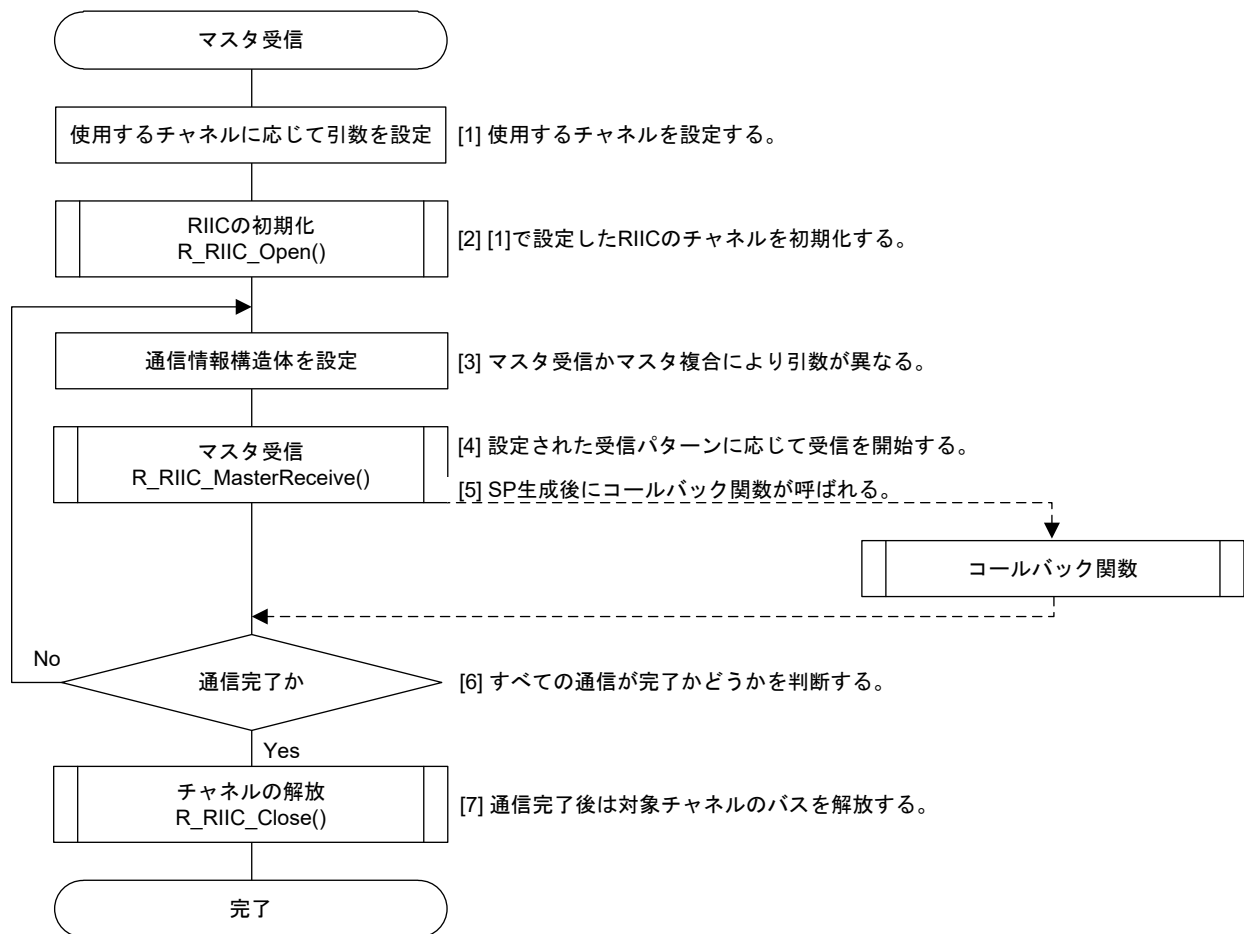 マスタ受信
使用するチャネルに応じて引数を設定
[1] 使用するチャネルを設定する。
RIICの初期化
R_RIIC_Open()
[2] [1]で設定したRIICのチャネルを初期化する。
通信情報構造体を設定
[3] マスタ受信かマスタ複合により引数が異なる。
マスタ受信
R_RIIC_MasterReceive()
[4] 設定された受信パターンに応じて受信を開始する。
[5] SP生成後にコールバック関数が呼ばれる。
コールバック関数
No
通信完了か
[6] すべての通信が完了かどうかを判断する。
Yes
チャネルの解放
R_RIIC_Close()
[7] 通信完了後は対象チャネルのバスを解放する。
完了